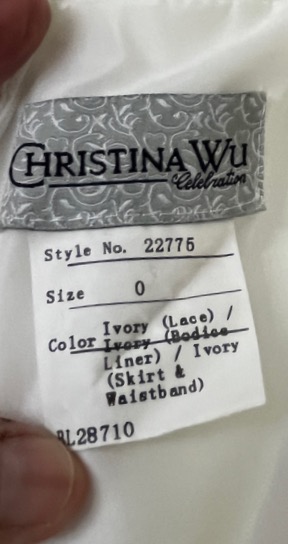 CHRISTINA WU
Celebration
Style No. 22775
Size 0
Color Ivory (Lace) /
Ivory (Bodice
Liner) / Ivory
(Skirt &
Waistband)
BL28710